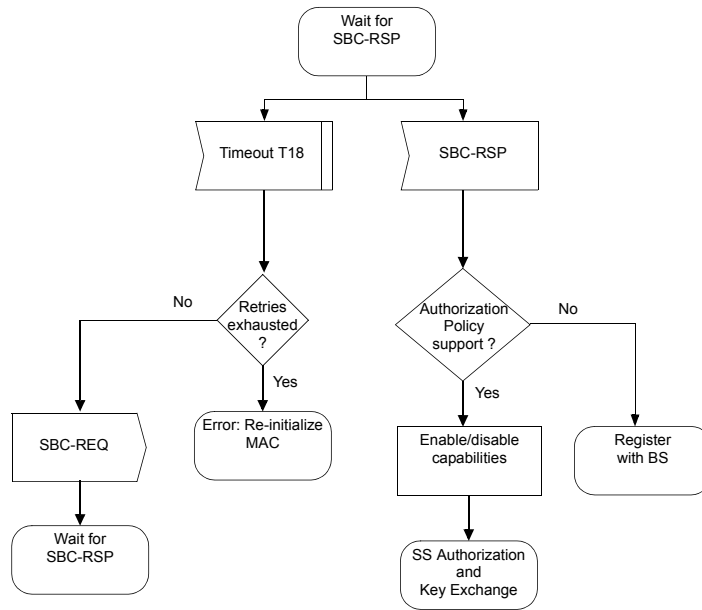 Wait for
SBC-RSP
Timeout T18
SBC-RSP
No
Retries
exhausted
?
Yes
Authorization
Policy
support ?
No
Yes
SBC-REQ
Error: Re-initialize
MAC
Enable/disable
capabilities
Register
with BS
Wait for
SBC-RSP
SS Authorization
and
Key Exchange